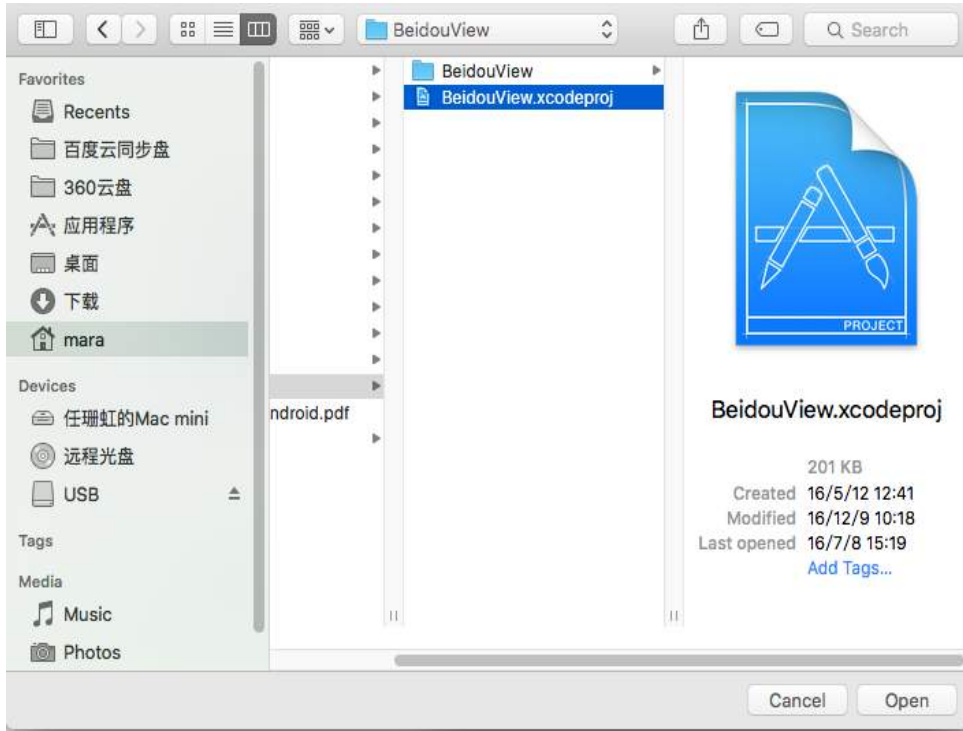 BeidouView
Search
Favorites
Recents
百度云同步盘
360云盘
应用程序
桌面
下载
mara
Devices
任珊虹的Mac mini
远程光盘
USB
Tags
Media
Music
Photos
ndroid.pdf
BeidouView
BeidouView.xcodeproj
PROJECT
BeidouView.xcodeproj
201 KB
Created 16/5/12 12:41
Modified 16/12/9 10:18
Last opened 16/7/8 15:19
Add Tags...
Cancel
Open